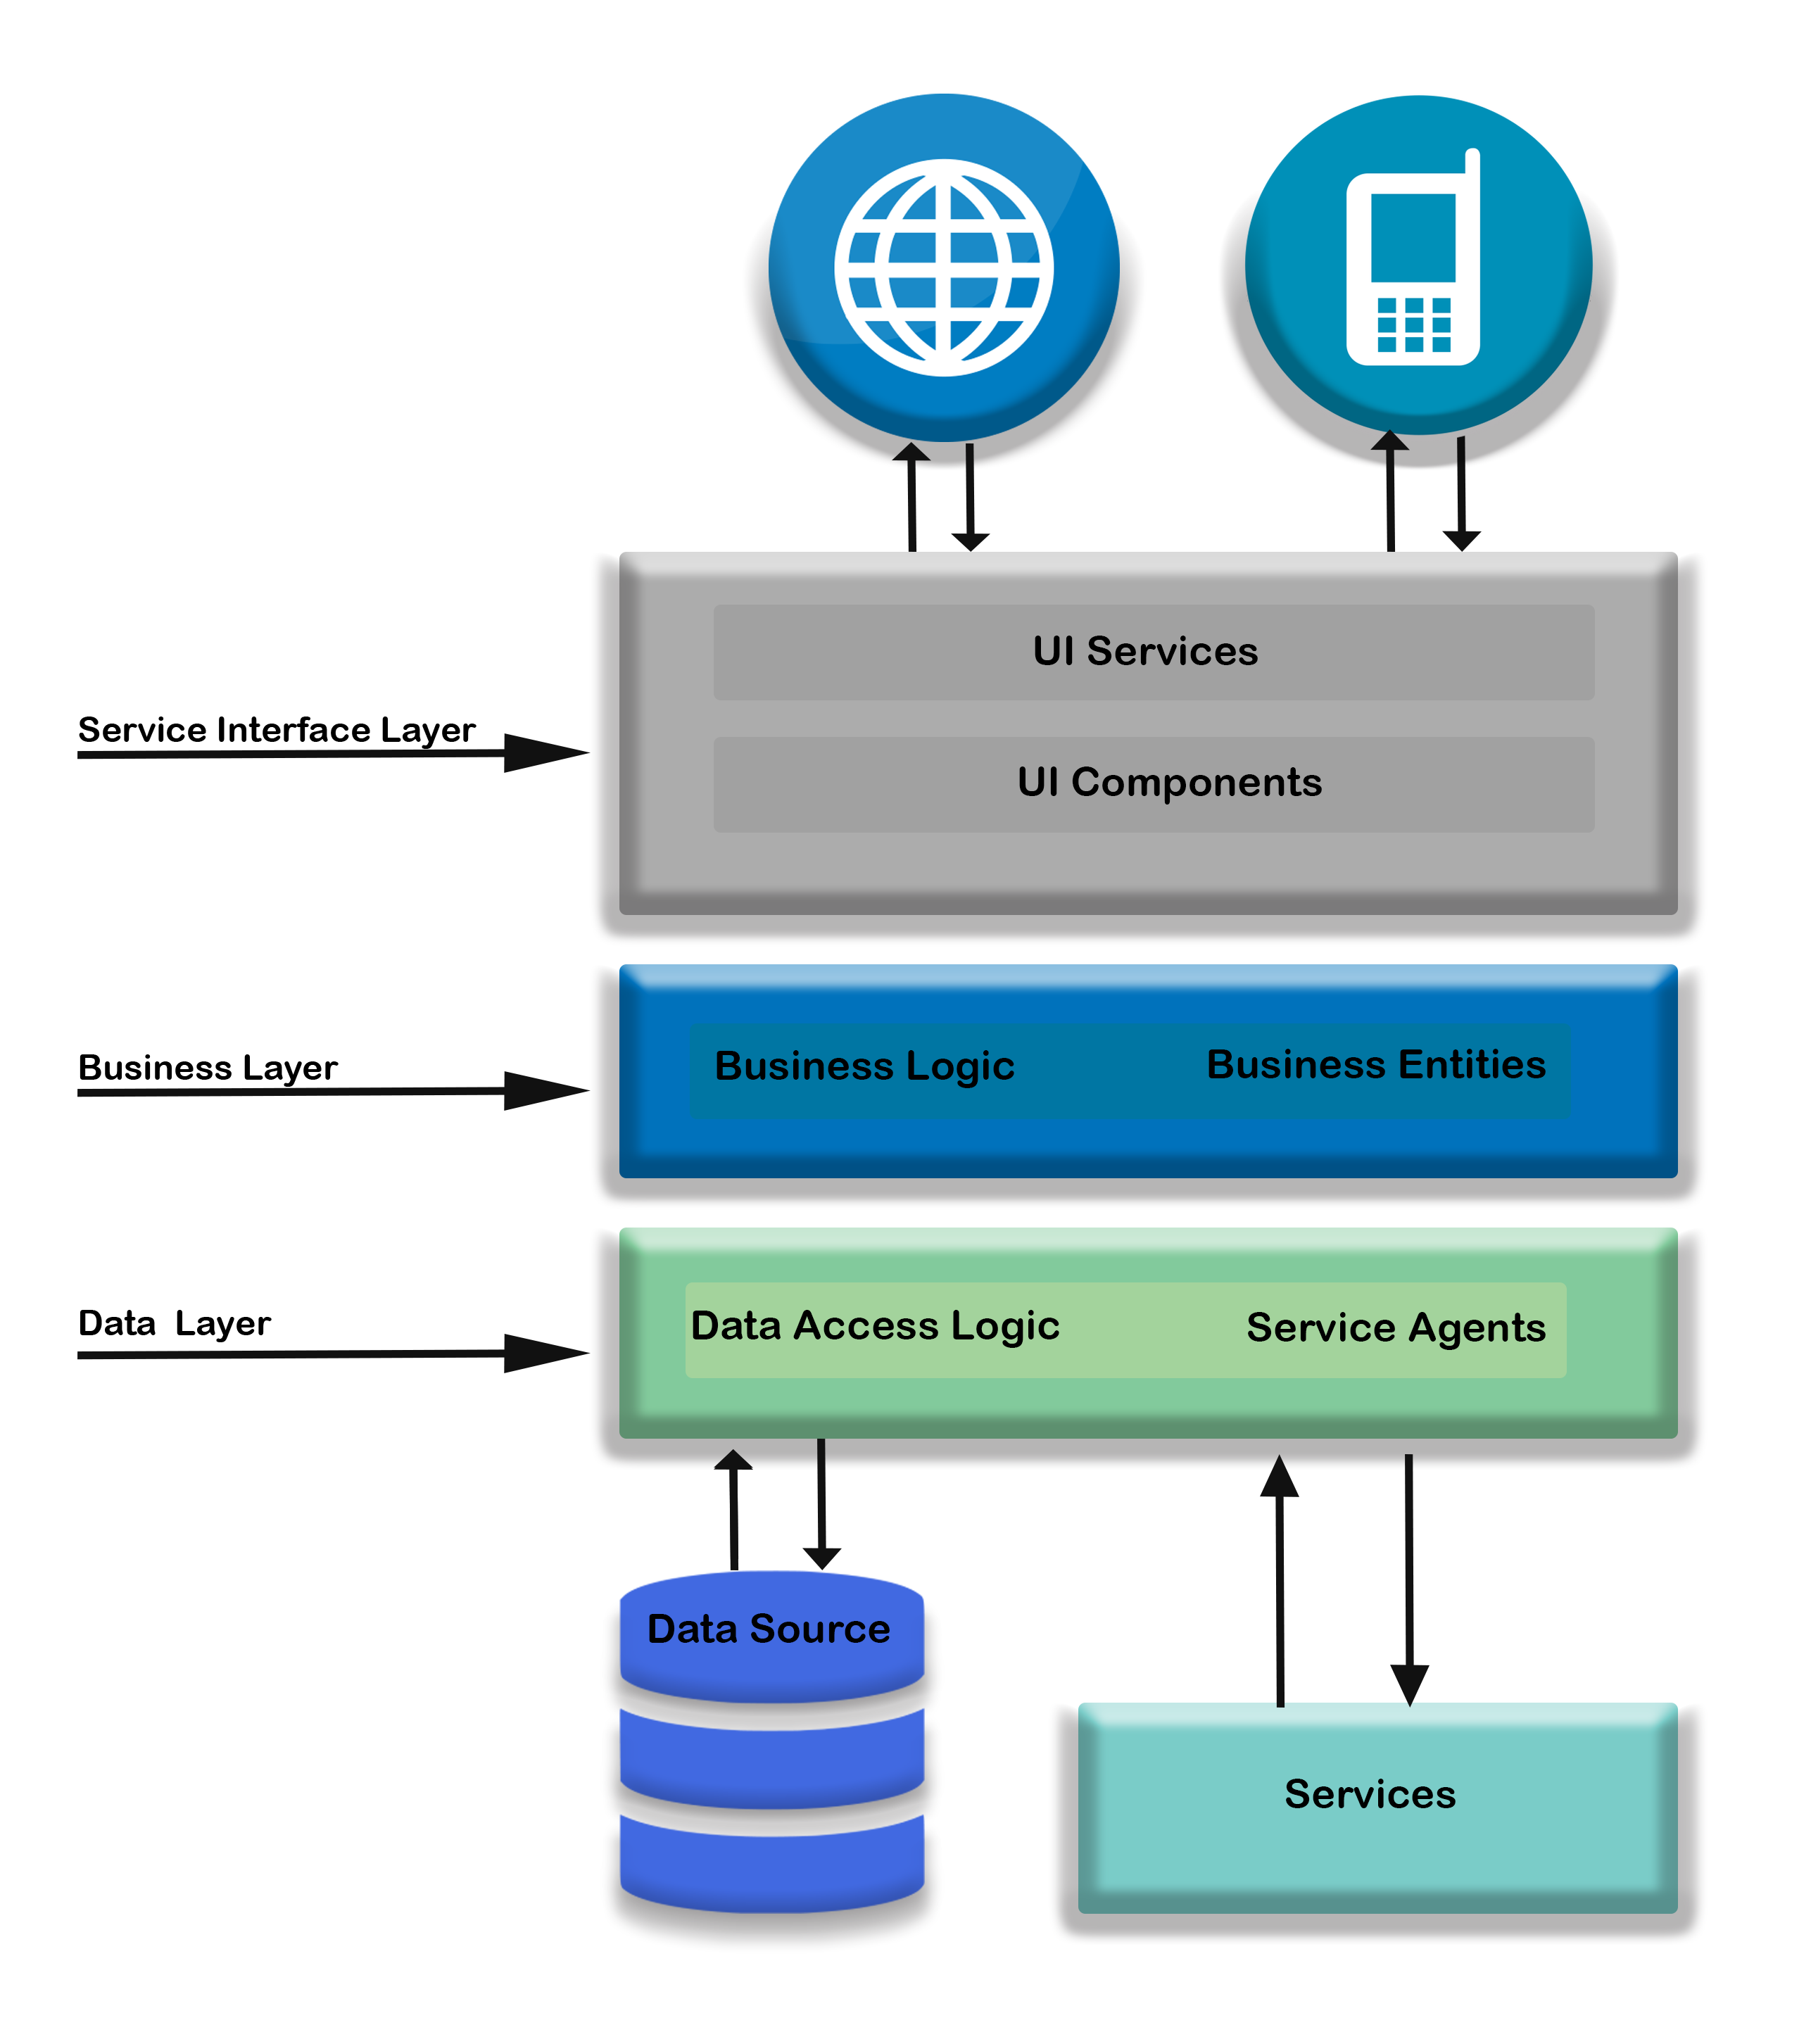 UI Services
Service Interface Layer
UI Components
Business Layer
Business Logic
Business Entities
Data Layer
Data Access Logic
Service Agents
Data Source
Services